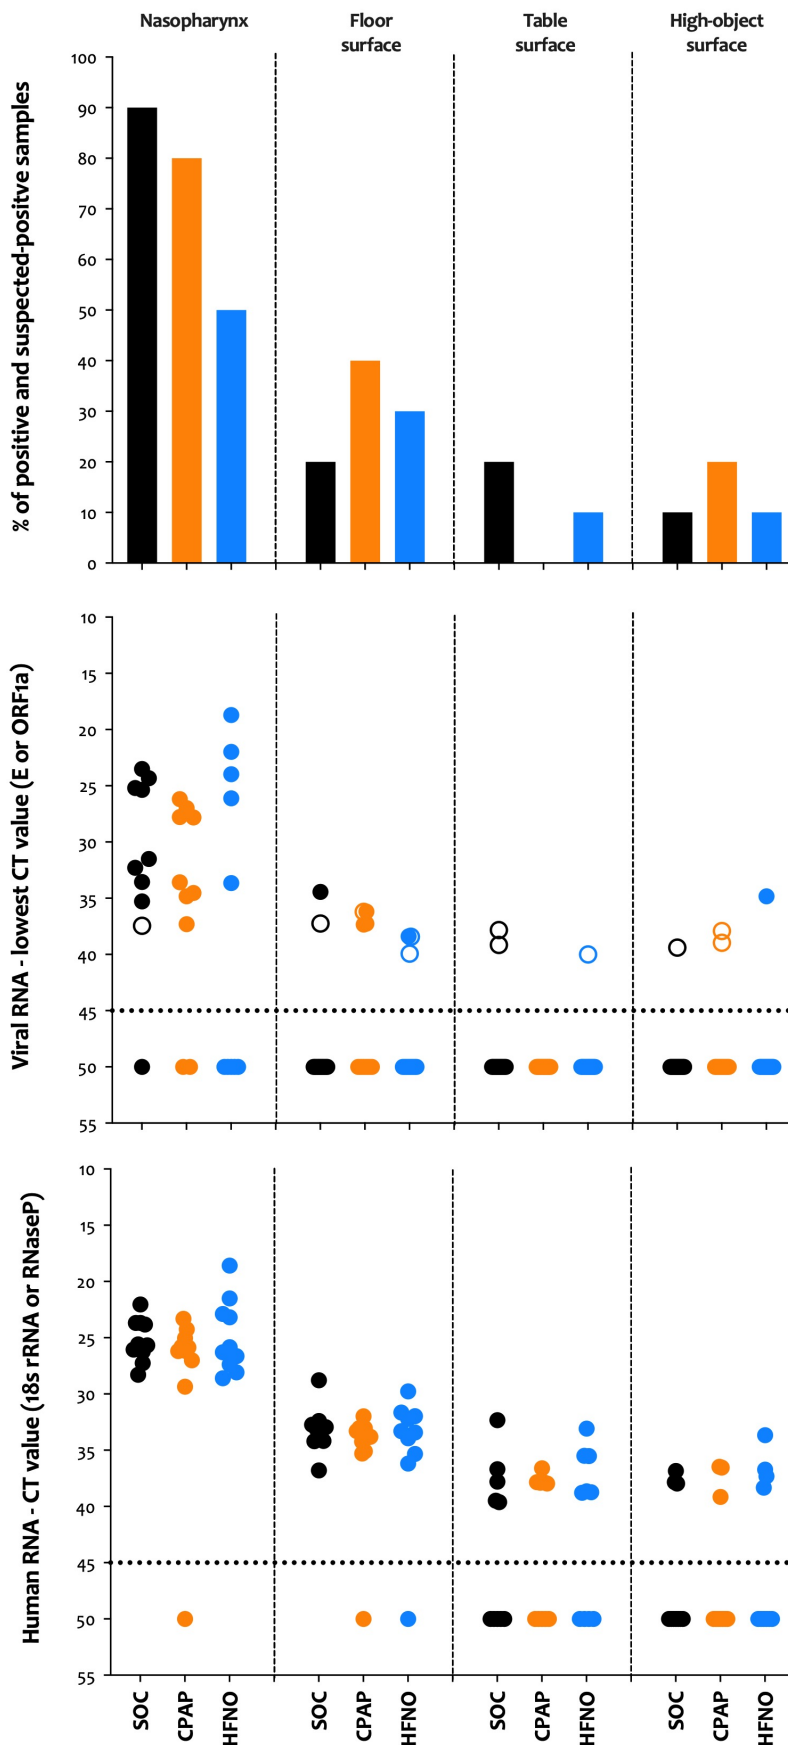 Nasopharynx
Floor
surface
Table
surface
High-object
surface
% of positive and suspected-positve samples
100
90
80
70
60
50
40
30
20
10
0
Viral RNA - lowest CT value (E or ORF1a)
10
15
20
25
30
35
40
45
50
55
Human RNA - CT value (18s rRNA or RNaseP)
10
15
20
25
30
35
40
45
50
55
SOC
CPAP
HFNO
SOC
CPAP
HFNO
SOC
CPAP
HFNO
SOC
CPAP
HFNO